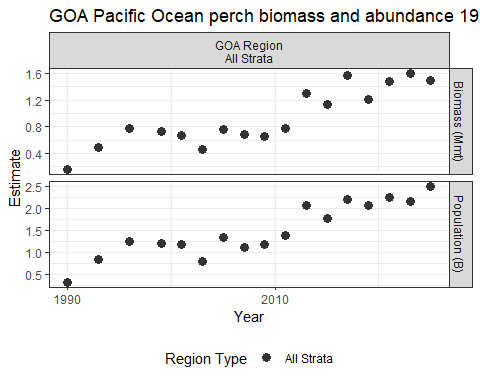 GOA Pacific Ocean perch biomass and abundance 19
GOA Region
All Strata
1.6
1.2
0.8
0.4
Biomass (Mmt)
Estimate
2.5
2.0
1.5
1.0
0.5
Population (B)
1990 2010
Year
Region Type All Strata